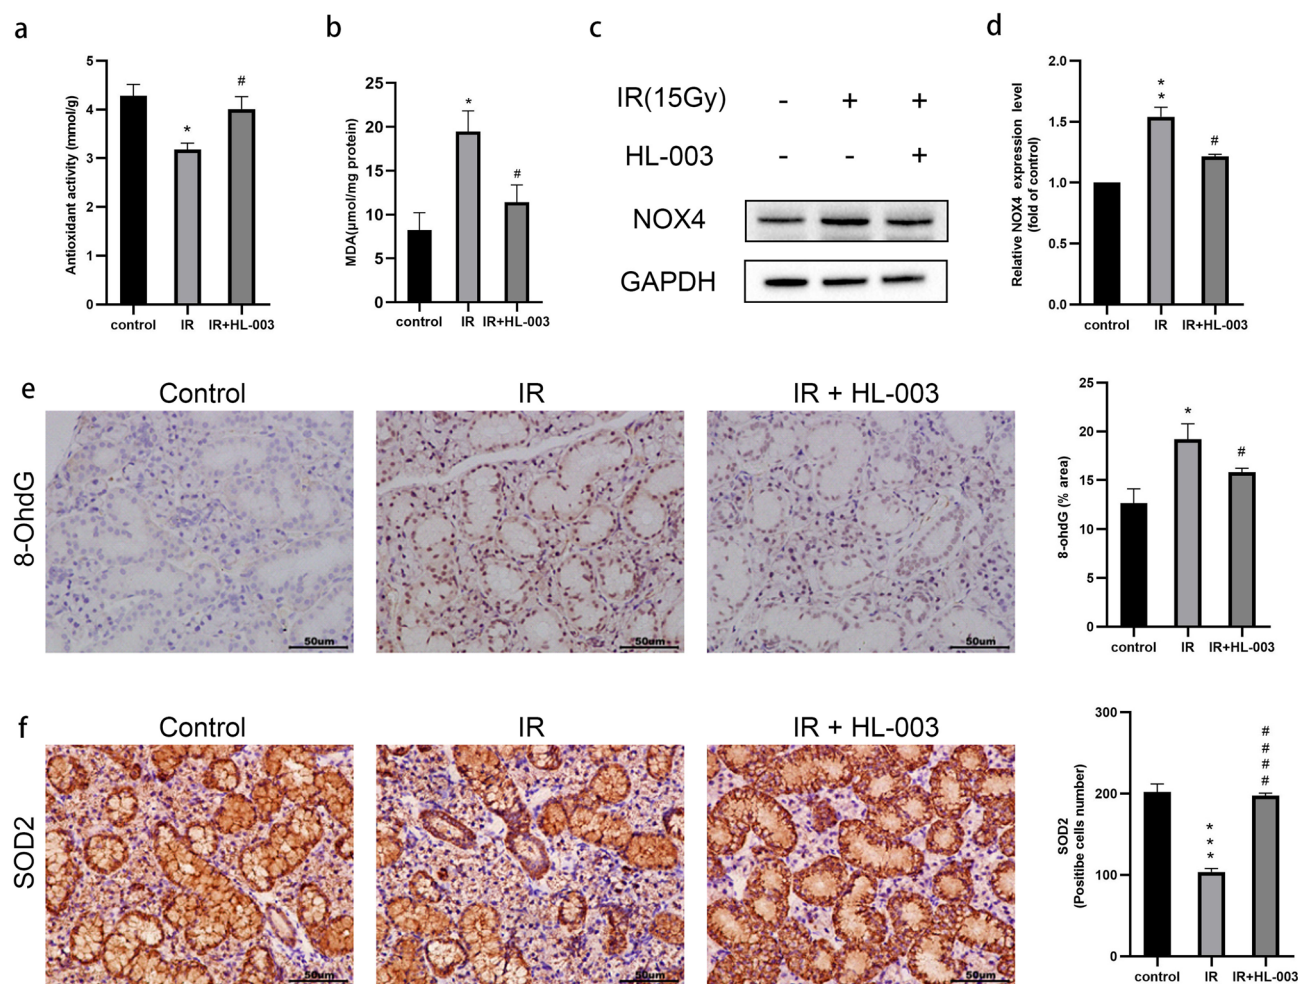 a
Antioxidant activity (mmol/g)
5
4
3
2
1
0
*
#
control IR IR+HL-003
b
MDA(μmol/mg protein)
25
20
15
10
5
0
*
#
control IR IR+HL-003
c
IR(15Gy) - + +
HL-003 - - +
NOX4
GAPDH
d
Relative NOX4 expression level
(fold of control)
2.0
1.5
1.0
0.5
0.0
*
*
#
control IR IR+HL-003
e
Control IR IR + HL-003
8-OhdG
50um 50um 50um
8-ohdG (% area)
25
20
15
10
5
0
*
#
control IR IR+HL-003
f
Control IR IR + HL-003
SOD2
50um 50um 50um
SOD2
(Positibe cells number)
300
200
100
0
*
*
*
#
#
#
#
control IR IR+HL-003